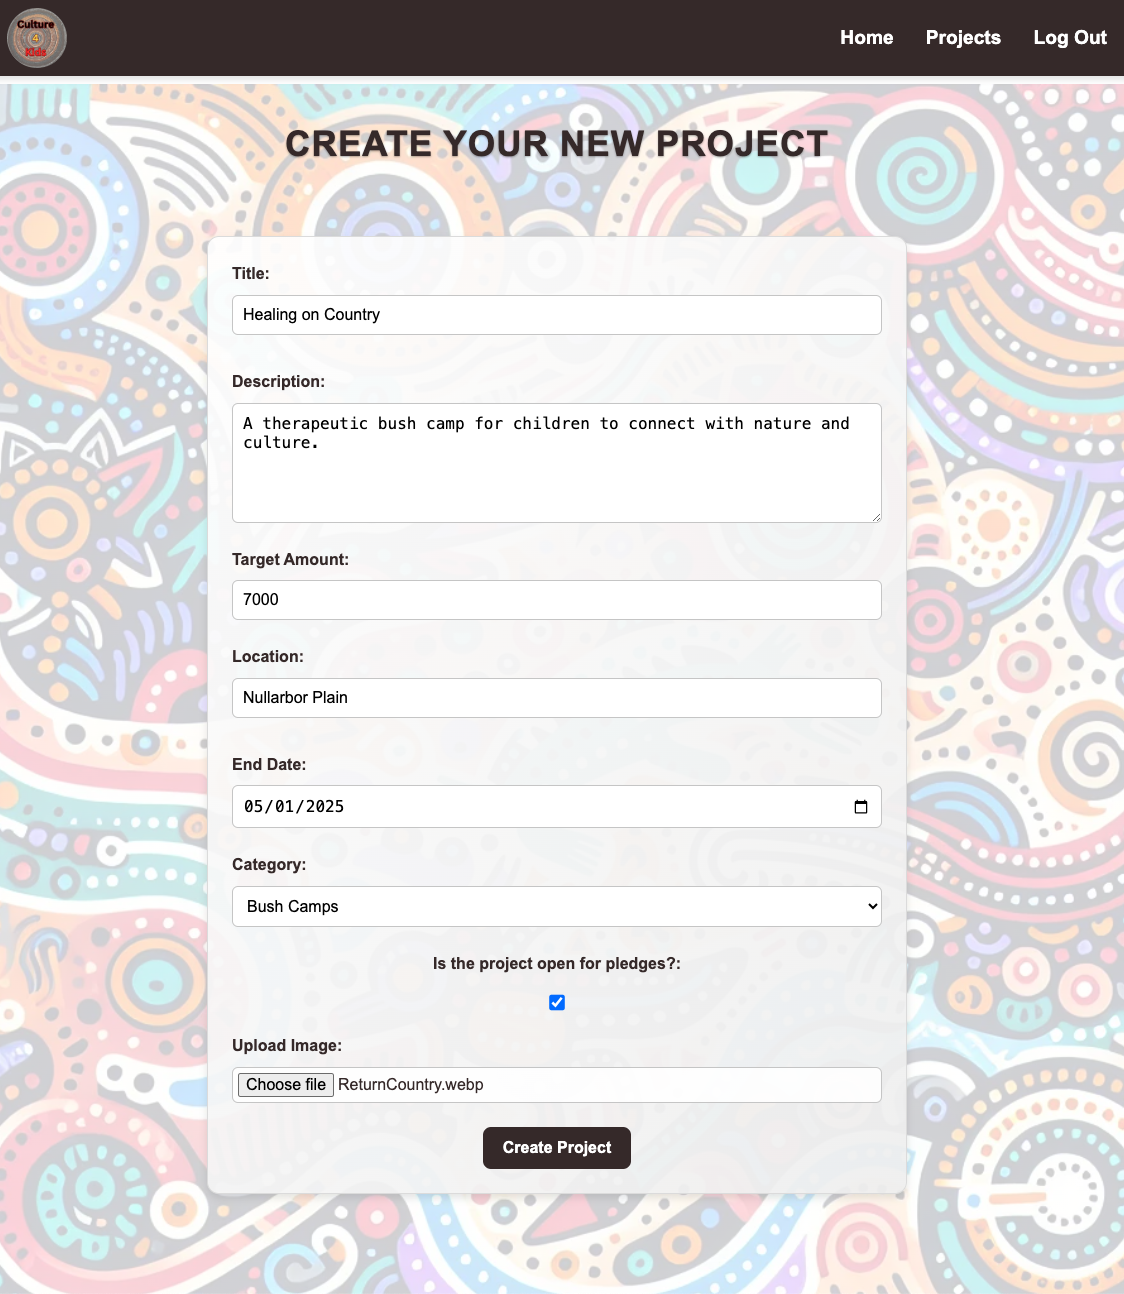 Culture
4
Kids
Home
Projects
Log Out
CREATE YOUR NEW PROJECT
Title:
Healing on Country
Description:
A therapeutic bush camp for children to connect with nature and
culture.
Target Amount:
7000
Location:
Nullarbor Plain
End Date:
05/01/2025
Category:
Bush Camps
Is the project open for pledges?:
Upload Image:
Choose file ReturnCountry.webp
Create Project